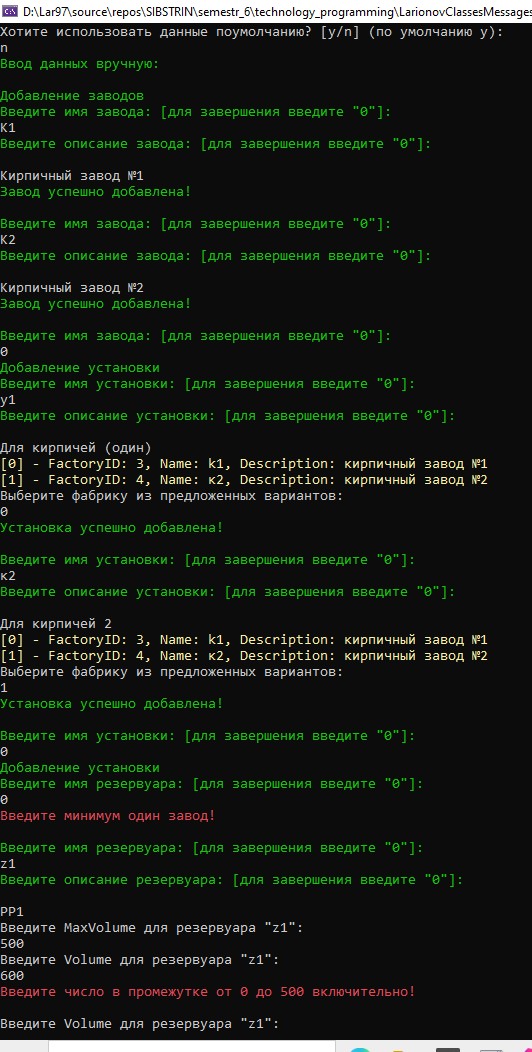 D:\Lar97\source\repos\SIBSTRIN\semestr_6\technology_programming\LarionovClassesMessages
Хотите использовать данные поумолчанию? [y/n] (по умолчанию y):
n
Ввод данных вручную:
Добавление заводов
Введите имя завода: [для завершения введите "0"]:
К1
Введите описание завода: [для завершения введите "0"]:
Кирпичный завод №1
Завод успешно добавлена!
Введите имя завода: [для завершения введите "0"]:
К2
Введите описание завода: [для завершения введите "0"]:
Кирпичный завод №2
Завод успешно добавлена!
Введите имя завода: [для завершения введите "0"]:
0
Добавление установки
Введите имя установки: [для завершения введите "0"]:
y1
Введите описание установки: [для завершения введите "0"]:
Для кирпичей (один)
[0] - FactoryID: 3, Name: k1, Description: кирпичный завод №1
[1] - FactoryID: 4, Name: к2, Description: кирпичный завод №2
Выберите фабрику из предложенных вариантов:
0
Установка успешно добавлена!
Введите имя установки: [для завершения введите "0"]:
к2
Введите описание установки: [для завершения введите "0"]:
Для кирпичей 2
[0] - FactoryID: 3, Name: k1, Description: кирпичный завод №1
[1] - FactoryID: 4, Name: к2, Description: кирпичный завод №2
Выберите фабрику из предложенных вариантов:
1
Установка успешно добавлена!
Введите имя установки: [для завершения введите "0"]:
0
Добавление установки
Введите имя резервуара: [для завершения введите "0"]:
0
Введите минимум один завод!
Введите имя резервуара: [для завершения введите "0"]:
z1
Введите описание резервуара: [для завершения введите "0"]:
РР1
Введите MaxVolume для резервуара "z1":
500
Введите Volume для резервуара "z1":
600
Введите число в промежутке от 0 до 500 включительно!
Введите Volume для резервуара "z1":